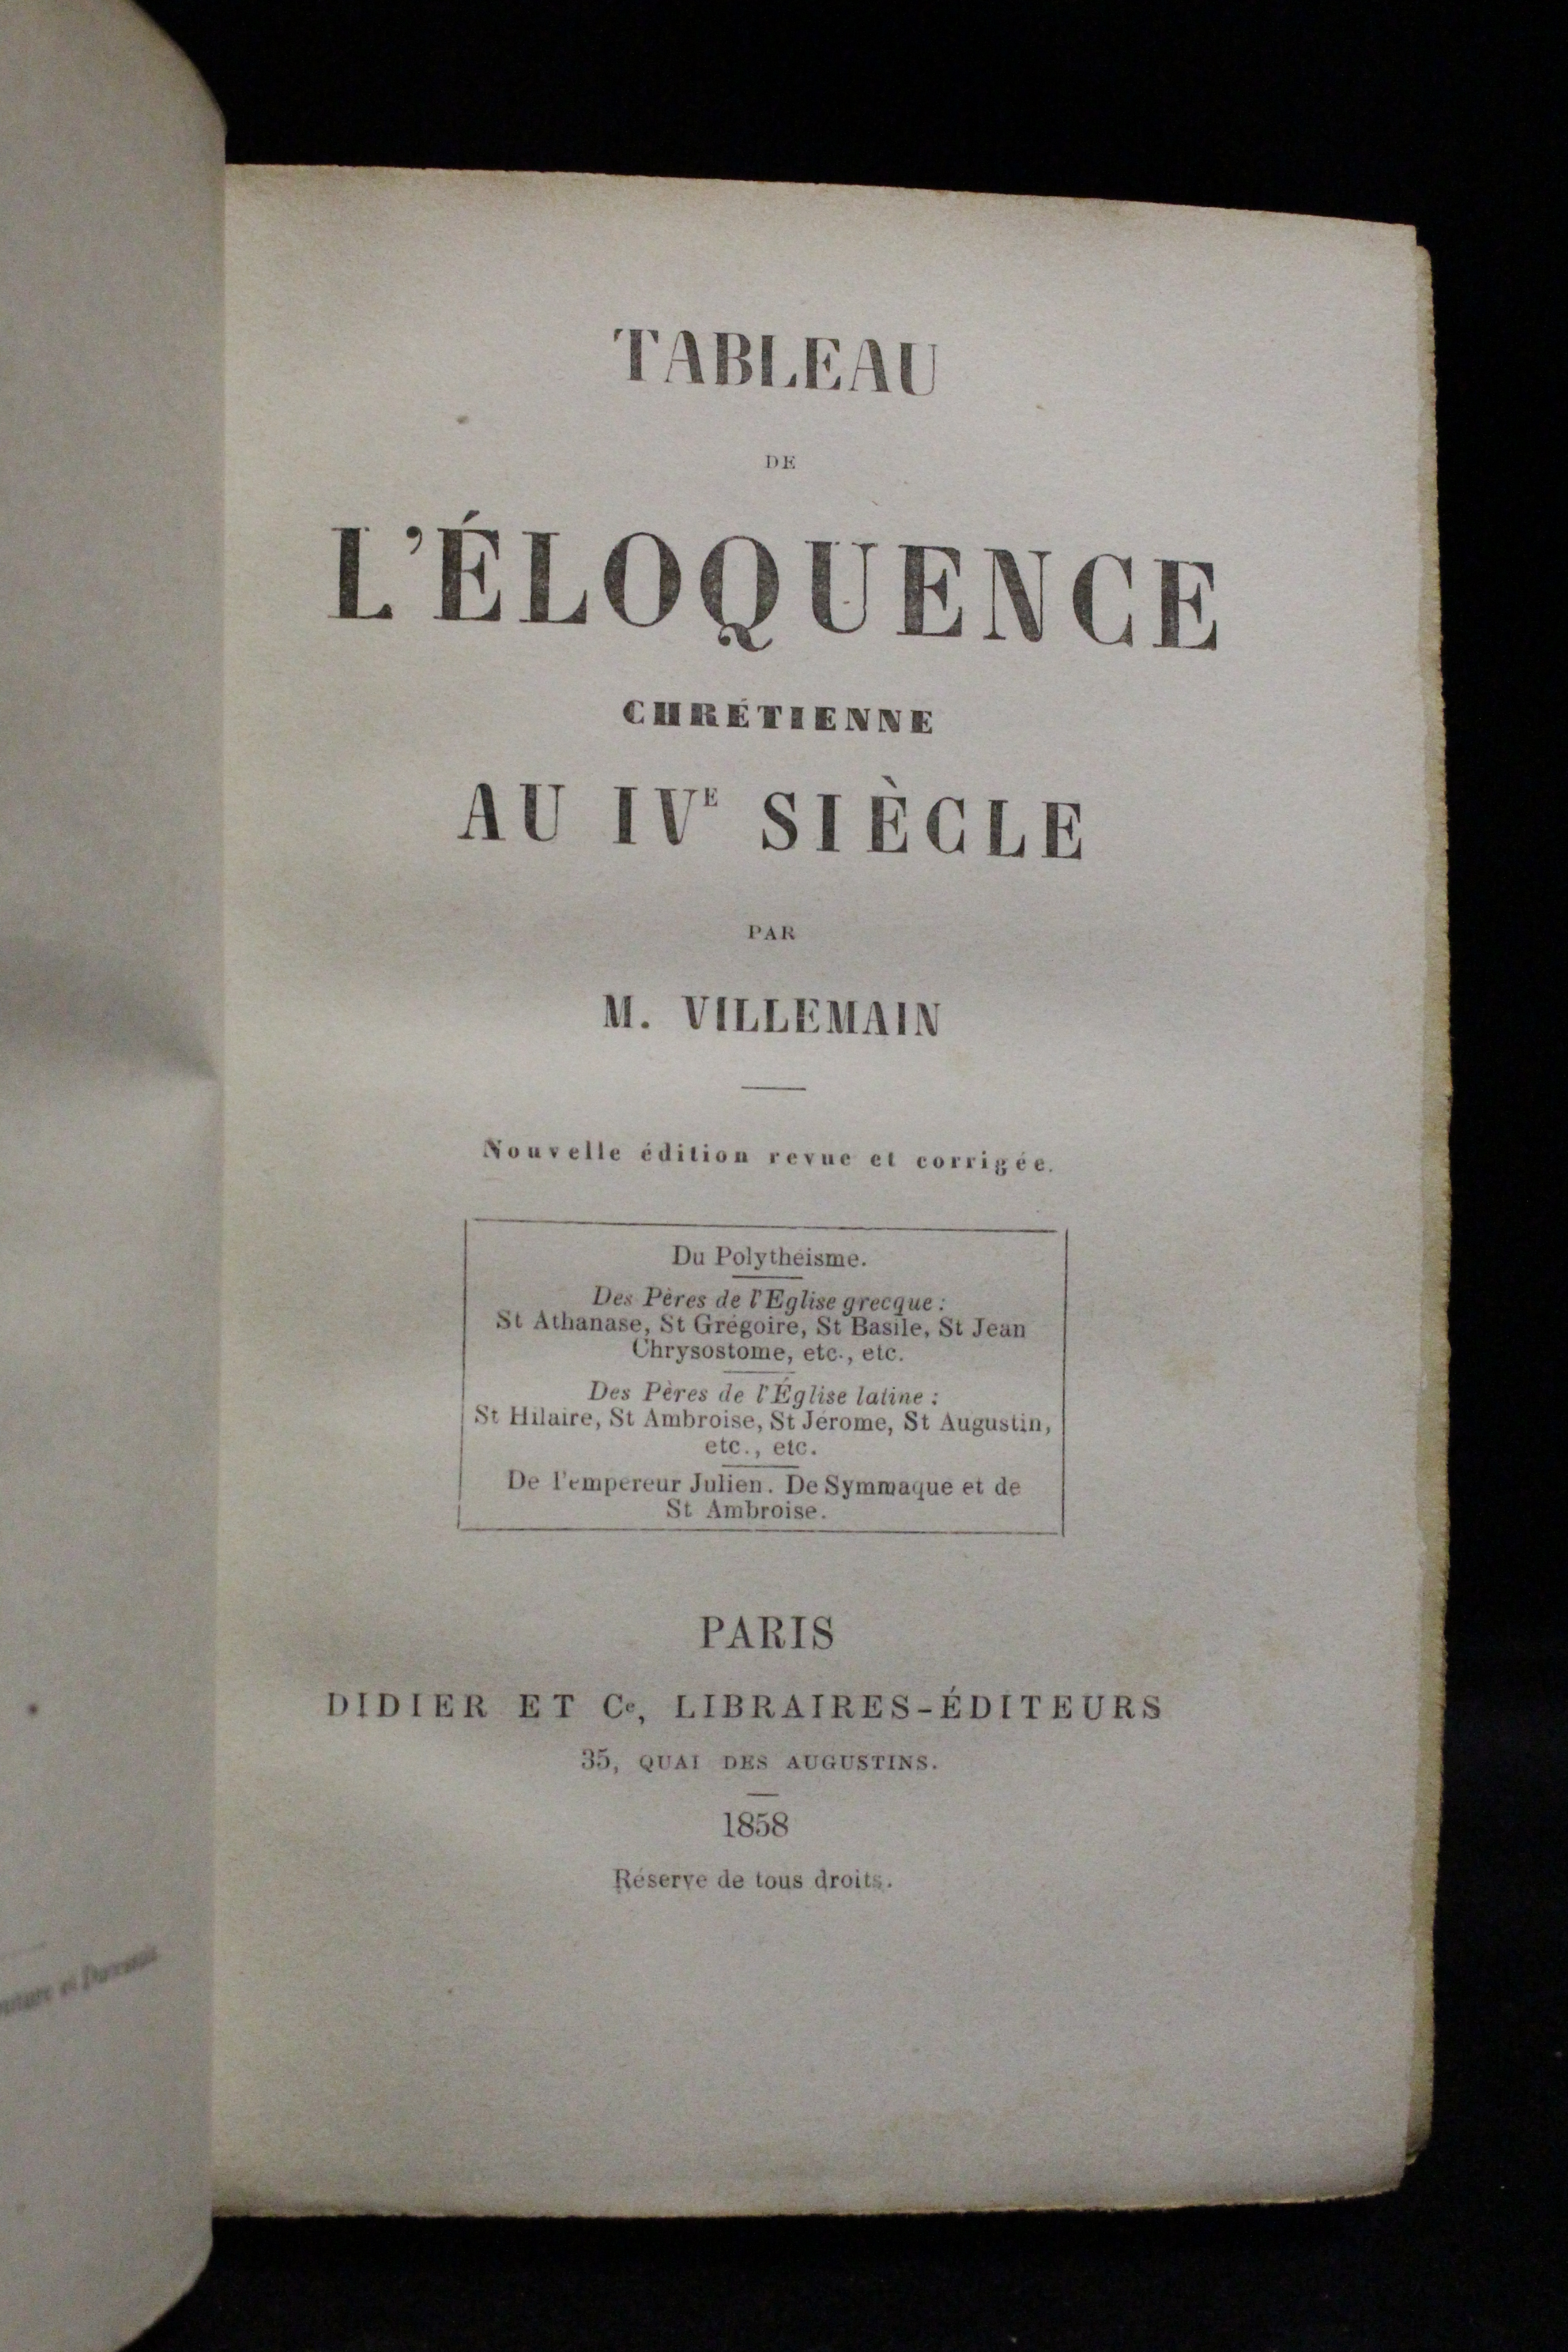 TABLEAU
DE
L'ÉLOQUENCE
CHRÉTIENNE
AU IVE SIÈCLE
PAR
M. VILLEMAIN
Nouvelle édition revue et corrigée.
Du Polythéisme.
Des Pères de l'Église grecque :
St Athanase, St Grégoire, St Basile, St Jean
Chrysostome, etc., etc.
Des Pères de l'Église latine :
St Hilaire, St Ambroise, St Jérome, St Augustin,
etc., etc.
De l'empereur Julien. De Symmaque et de
St Ambroise.
PARIS
DIDIER ET Ce, LIBRAIRES-ÉDITEURS
35, QUAI DES AUGUSTINS.
1858
Réserve de tous droits.